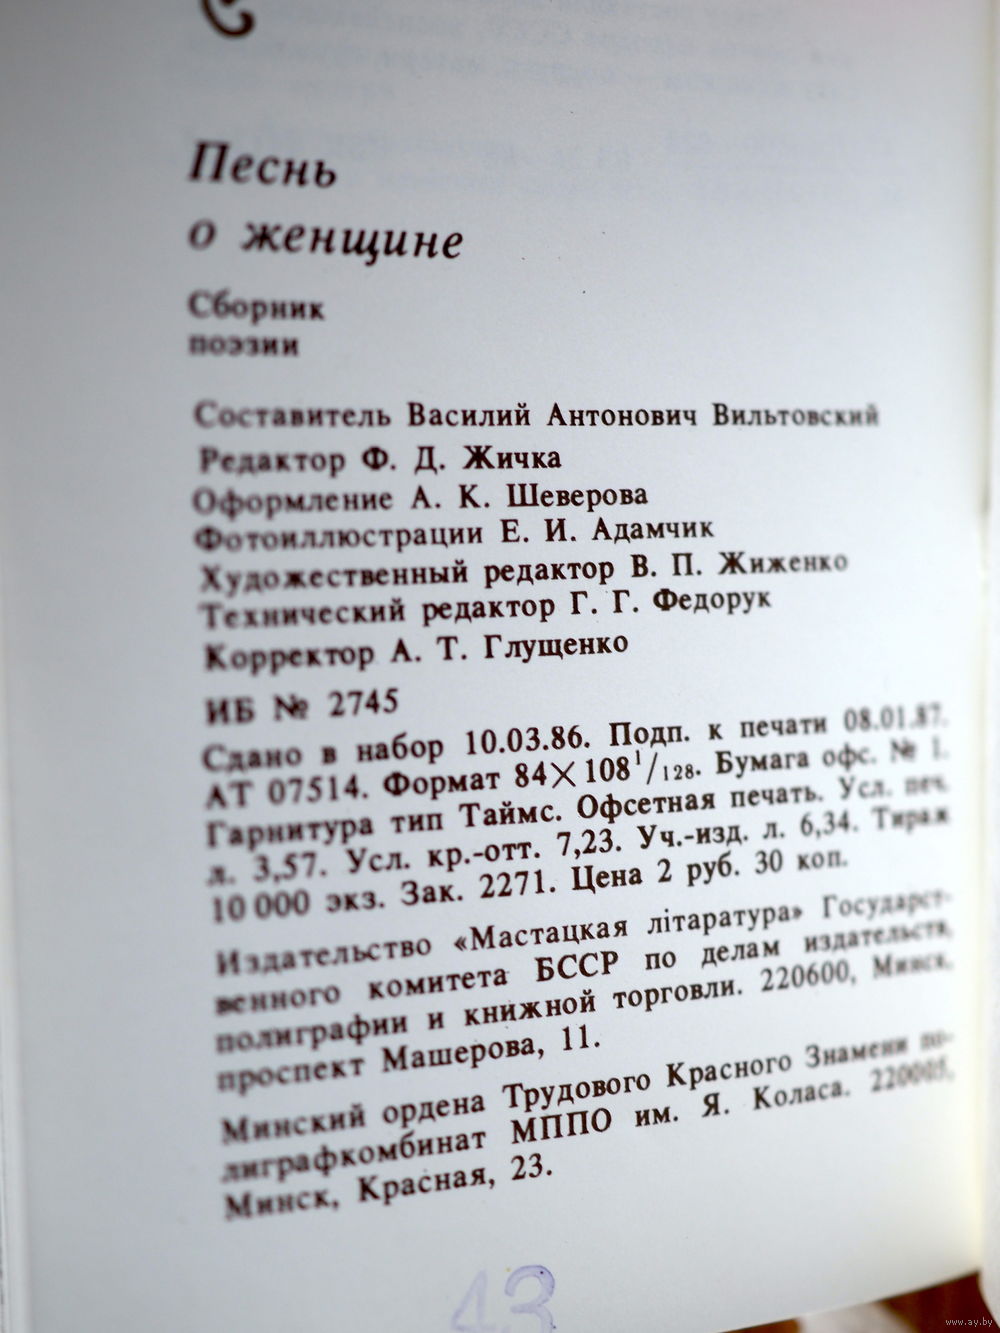 Песнь
о женщине
Сборник
поэзии
Составитель Василий Антонович Вильтовский
Редактор Ф. Д. Жичка
Оформление А. К. Шеверова
Фотоиллюстрации Е. И. Адамчик
Художественный редактор В. П. Жиженко
Технический редактор Г. Г. Федорук
Корректор А. Т. Глущенко
ИБ № 2745
Сдано в набор 10.03.86. Подп. к печати 08.01.87.
АТ 07514. Формат 84×108¹/₁₂₈. Бумага офс. № 1.
Гарнитура тип Таймс. Офсетная печать. Усл. печ.
л. 3,57. Усл. кр.-отт. 7,23. Уч.-изд. л. 6,34. Тираж
10 000 экз. Зак. 2271. Цена 2 руб. 30 коп.
Издательство «Мастацкая літаратура» Государст-
венного комитета БССР по делам издательств,
полиграфии и книжной торговли. 220600, Минск,
проспект Машерова, 11.
Минский ордена Трудового Красного Знамени по-
лиграфкомбинат МППО им. Я. Коласа. 220005,
Минск, Красная, 23.
43
www.ay.by